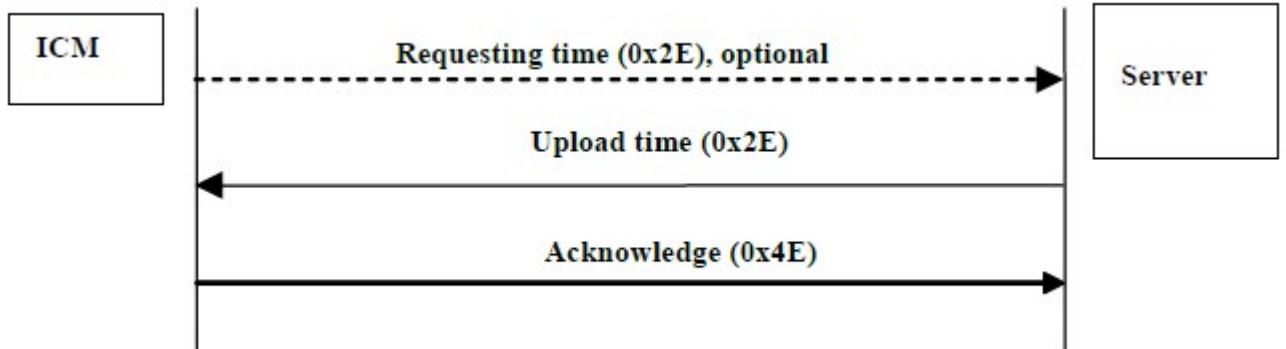 ICM
Requesting time (0x2E), optional
Server
Upload time (0x2E)
Acknowledge (0x4E)